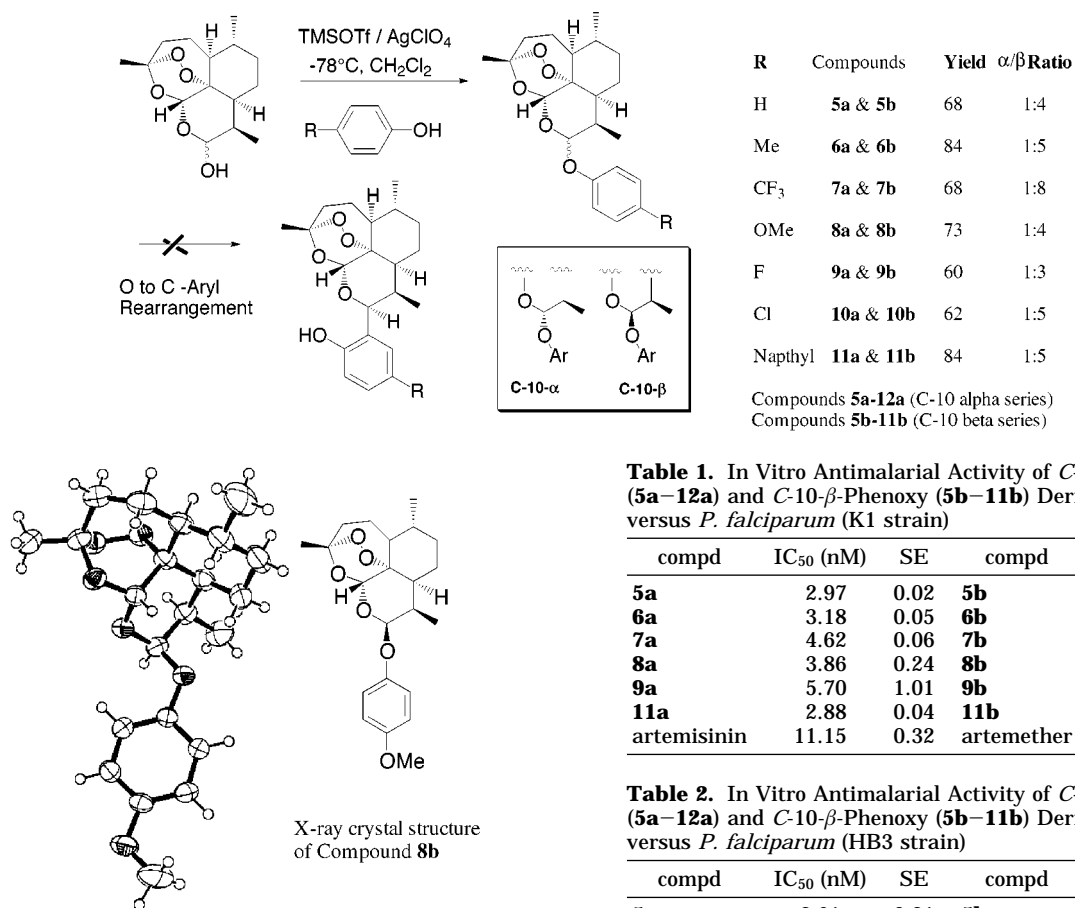 TMSOTf / AgClO4
-78°C, CH2Cl2
R
OH
O
O
O
H
H
H
O
OH
O
O
O
H
H
H
O
O
R
O to C -Aryl
Rearrangement
O
O
O
H
H
H
O
H
HO
R
O
O
Ar
C-10-α
O
O
Ar
C-10-β
R Compounds Yield α/β Ratio
H 5a & 5b 68 1:4
Me 6a & 6b 84 1:5
CF3 7a & 7b 68 1:8
OMe 8a & 8b 73 1:4
F 9a & 9b 60 1:3
Cl 10a & 10b 62 1:5
Napthyl 11a & 11b 84 1:5
Compounds 5a-12a (C-10 alpha series)
Compounds 5b-11b (C-10 beta series)
O
O
O
H
H
H
O
O
OMe
X-ray crystal structure
of Compound 8b
Table 1. In Vitro Antimalarial Activity of C-
(5a−12a) and C-10-β-Phenoxy (5b−11b) Deri
versus P. falciparum (K1 strain)
compd IC50 (nM) SE compd
5a 2.97 0.02 5b
6a 3.18 0.05 6b
7a 4.62 0.06 7b
8a 3.86 0.24 8b
9a 5.70 1.01 9b
11a 2.88 0.04 11b
artemisinin 11.15 0.32 artemether
Table 2. In Vitro Antimalarial Activity of C-
(5a−12a) and C-10-β-Phenoxy (5b−11b) Deri
versus P. falciparum (HB3 strain)
compd IC50 (nM) SE compd